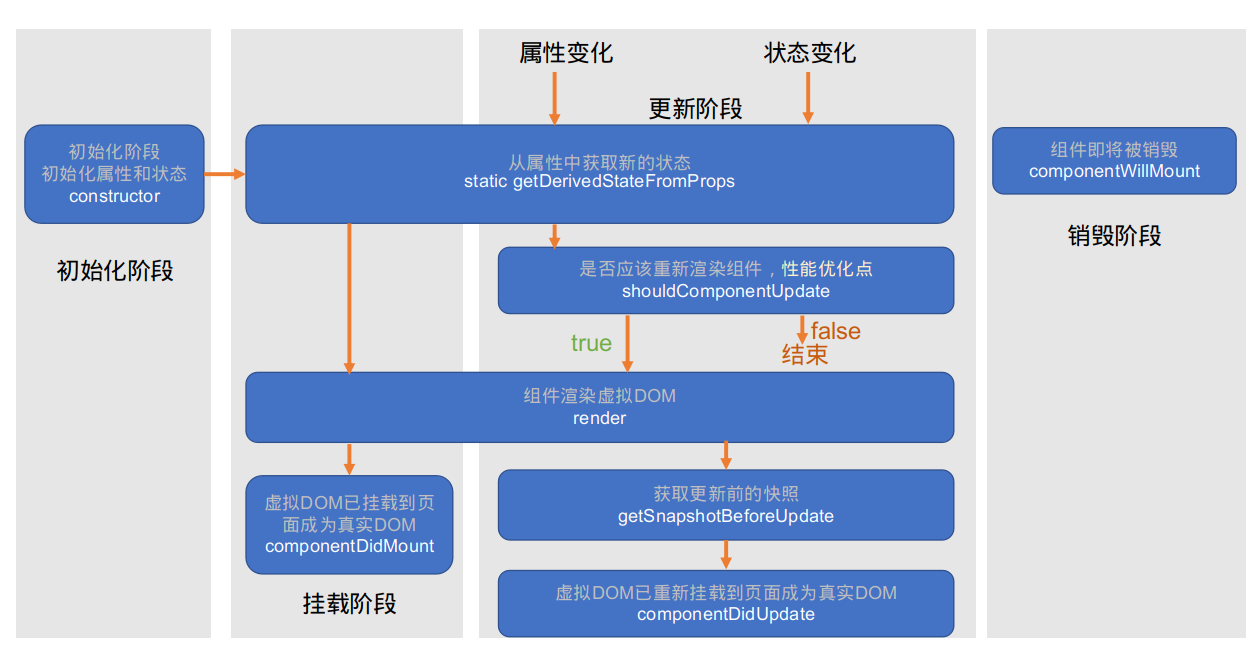 属性变化
状态变化
更新阶段
初始化阶段
初始化属性和状态
constructor
初始化阶段
从属性中获取新的状态
static getDerivedStateFromProps
是否应该重新渲染组件，性能优化点
shouldComponentUpdate
true
false
结束
组件渲染虚拟DOM
render
虚拟DOM已挂载到页
面成为真实DOM
componentDidMount
挂载阶段
获取更新前的快照
getSnapshotBeforeUpdate
虚拟DOM已重新挂载到页面成为真实DOM
componentDidUpdate
组件即将被销毁
componentWillMount
销毁阶段